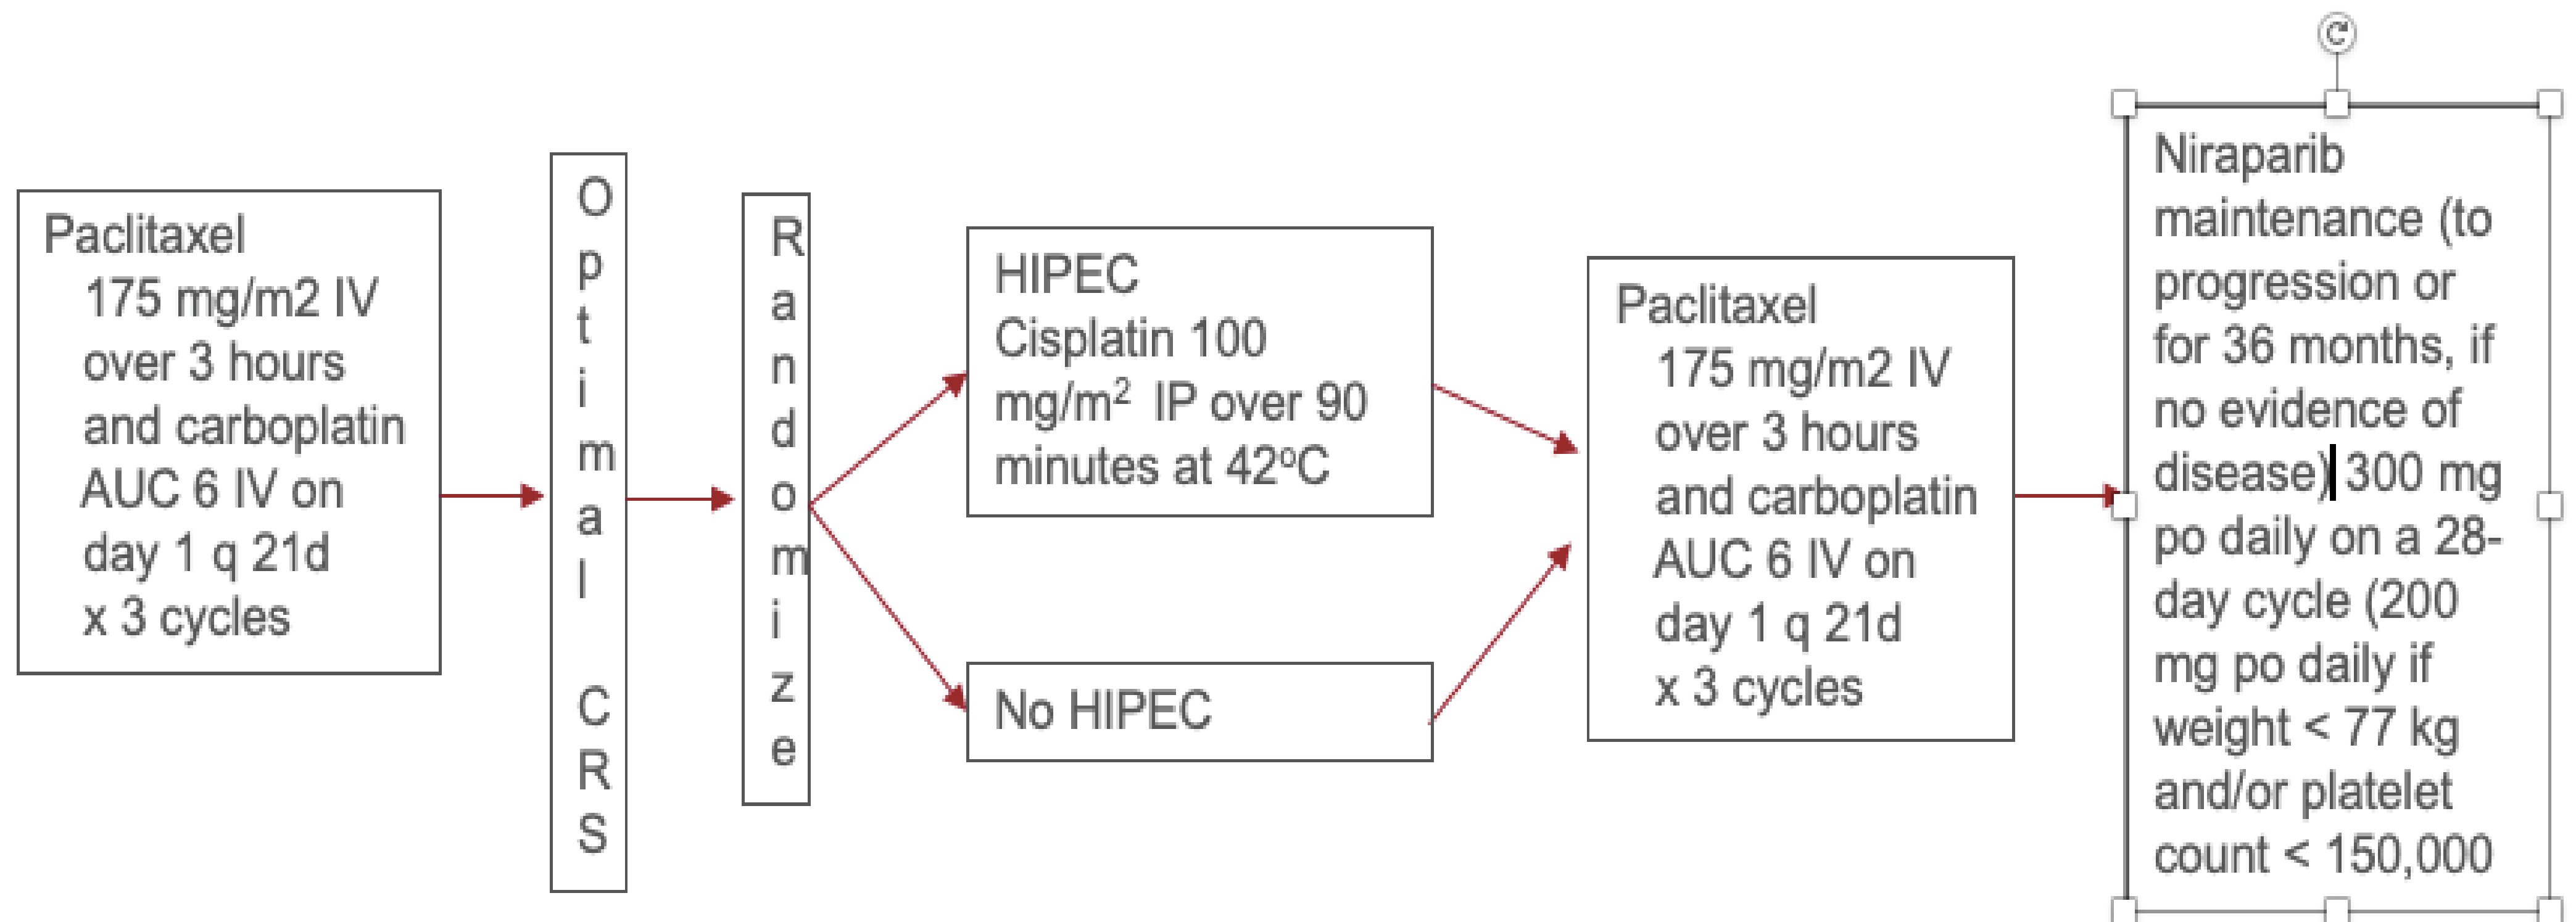 Paclitaxel
175 mg/m2 IV
over 3 hours
and carboplatin
AUC 6 IV on
day 1 q 21d
x 3 cycles
Optimal CRS
Randomize
HIPEC
Cisplatin 100
mg/m² IP over 90
minutes at 42ºC
No HIPEC
Paclitaxel
175 mg/m2 IV
over 3 hours
and carboplatin
AUC 6 IV on
day 1 q 21d
x 3 cycles
Niraparib
maintenance (to
progression or
for 36 months, if
no evidence of
disease) 300 mg
po daily on a 28-
day cycle (200
mg po daily if
weight < 77 kg
and/or platelet
count < 150,000